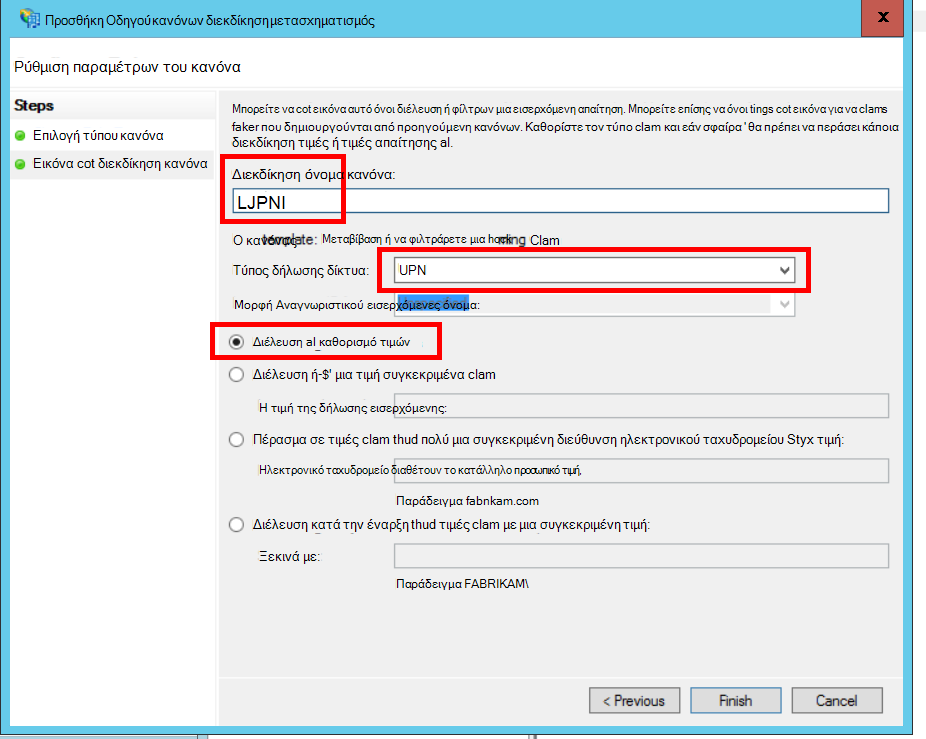 Προσθήκη Οδηγού κανόνων διεκδίκηση μετασχηματισμός
x
Ρύθμιση παραμέτρων του κανόνα
Steps
Επιλογή τύπου κανόνα
Εικόνα cot διεκδίκηση κανόνα
Μπορείτε να cot εικόνα αυτό όνοι διέλευση ή φίλτρων μια εισερχόμενη απαίτηση. Μπορείτε επίσης να όνοι tings cot εικόνα για να clams
faker που δημιουργούνται από προηγούμενη κανόνων. Καθορίστε τον τύπο clam και εάν σφαίρα ' θα πρέπει να περάσει κάποια
διεκδίκηση τιμές ή τιμές απαίτησης al.
Διεκδίκηση όνομα κανόνα:
LJPNI
Ο κανόνας template: Μεταβίβαση ή να φιλτράρετε μια Clam
Τύπος δήλωσης δίκτυα: UPN
Μορφή Αναγνωριστικού εισερχόμενες όνομα:
Διέλευση al καθορισμό τιμών
Διέλευση ή-$' μια τιμή συγκεκριμένα clam
Η τιμή της δήλωσης εισερχόμενης:
Πέρασμα σε τιμές clam thud πολύ μια συγκεκριμένη διεύθυνση ηλεκτρονικού ταχυδρομείου Styx τιμή:
Ηλεκτρονικό ταχυδρομείο διαθέτουν το κατάλληλο προσωπικό τιμή,
Παράδειγμα fabnkam.com
Διέλευση κατά την έναρξη thud τιμές clam με μια συγκεκριμένη τιμή:
Ξεκινά με:
Παράδειγμα FABRIKAM\
< Previous Finish Cancel